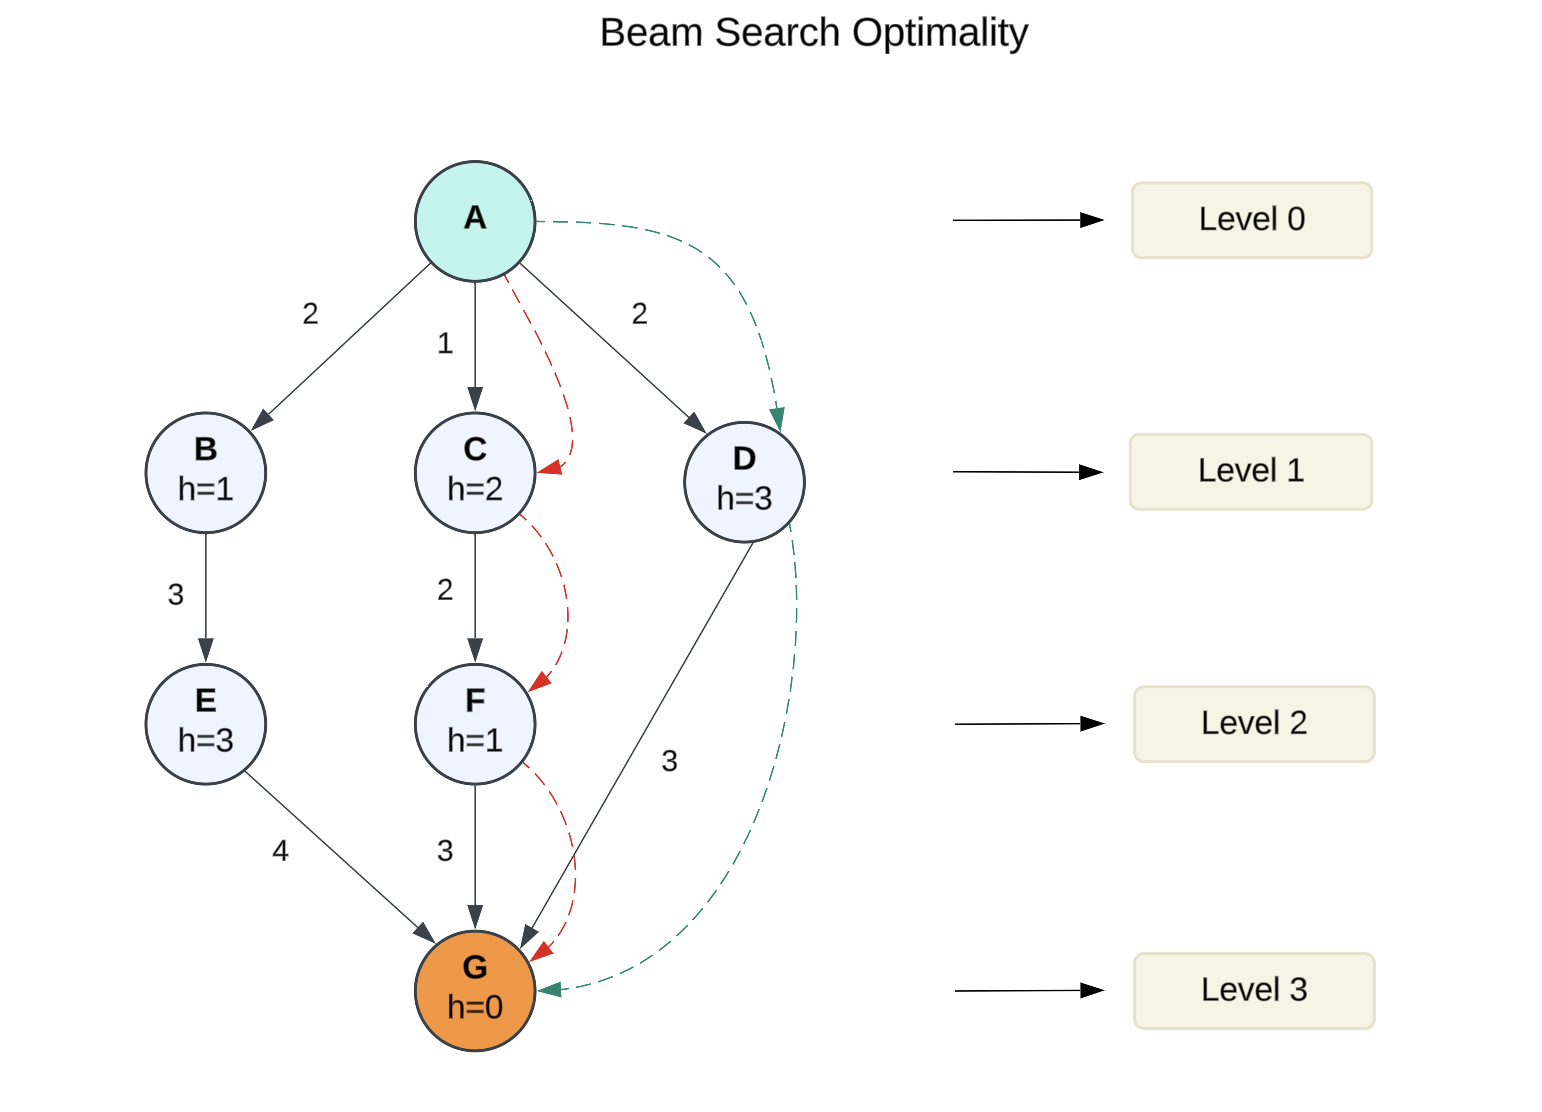 Beam Search Optimality
A
Level 0
2
2
1
B
h=1
C
h=2
D
h=3
Level 1
3
2
E
h=3
F
h=1
Level 2
3
4
3
G
h=0
Level 3